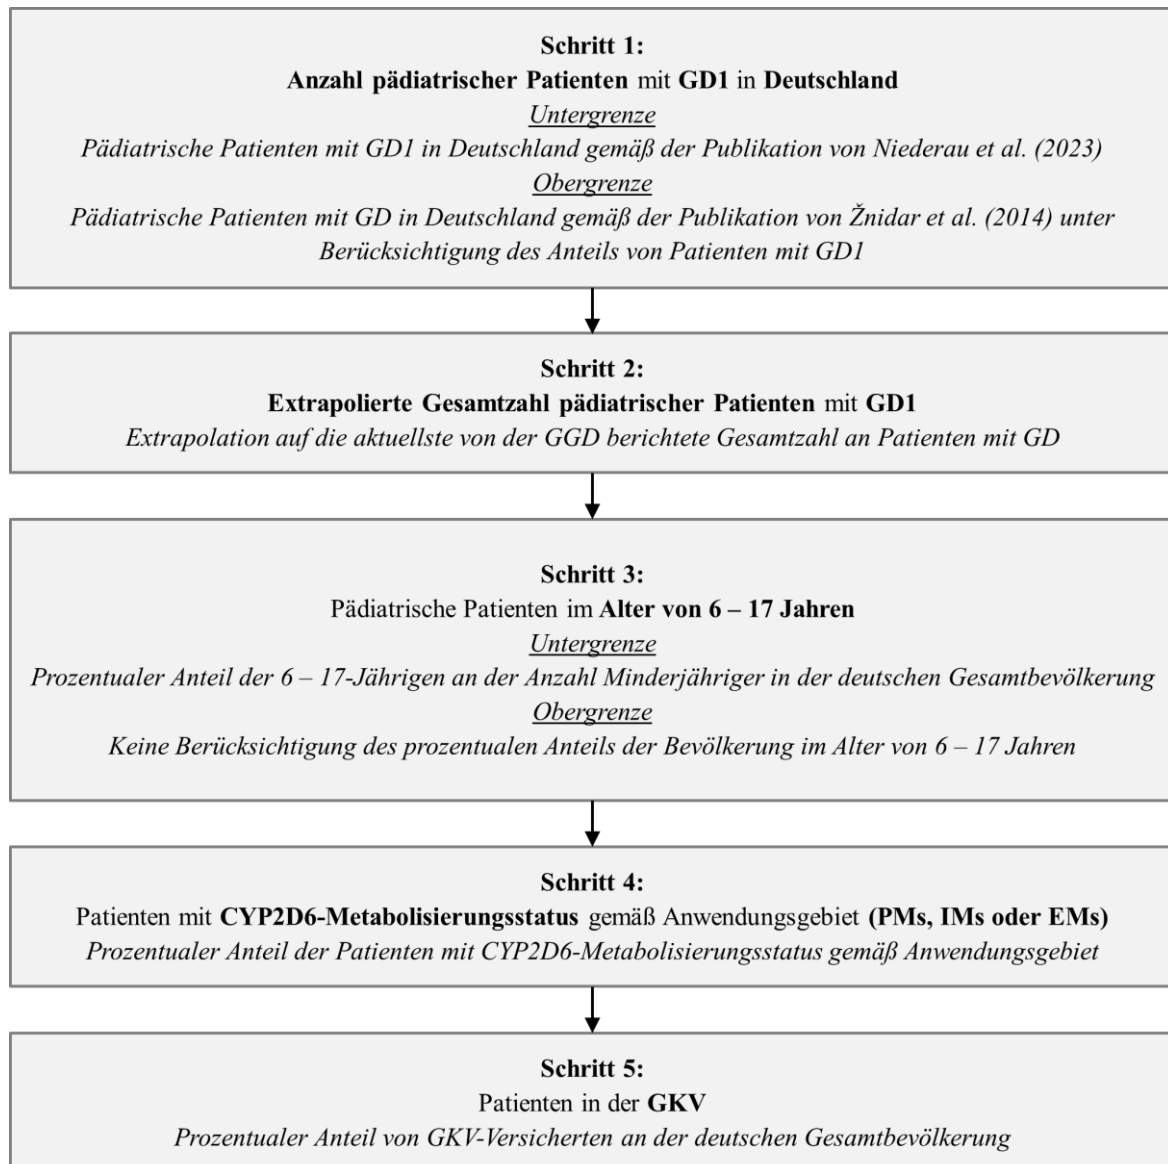 Schritt 1:
Anzahl pädiatrischer Patienten mit GD1 in Deutschland
Untergrenze
Pädiatrische Patienten mit GD1 in Deutschland gemäß der Publikation von Niederau et al. (2023)
Obergrenze
Pädiatrische Patienten mit GD in Deutschland gemäß der Publikation von Žnidar et al. (2014) unter
Berücksichtigung des Anteils von Patienten mit GD1
Schritt 2:
Extrapolierte Gesamtzahl pädiatrischer Patienten mit GD1
Extrapolation auf die aktuellste von der GGD berichtete Gesamtzahl an Patienten mit GD
Schritt 3:
Pädiatrische Patienten im Alter von 6 – 17 Jahren
Untergrenze
Prozentualer Anteil der 6 – 17-Jährigen an der Anzahl Minderjähriger in der deutschen Gesamtbevölkerung
Obergrenze
Keine Berücksichtigung des prozentualen Anteils der Bevölkerung im Alter von 6 – 17 Jahren
Schritt 4:
Patienten mit CYP2D6-Metabolisierungsstatus gemäß Anwendungsgebiet (PMs, IMs oder EMs)
Prozentualer Anteil der Patienten mit CYP2D6-Metabolisierungsstatus gemäß Anwendungsgebiet
Schritt 5:
Patienten in der GKV
Prozentualer Anteil von GKV-Versicherten an der deutschen Gesamtbevölkerung